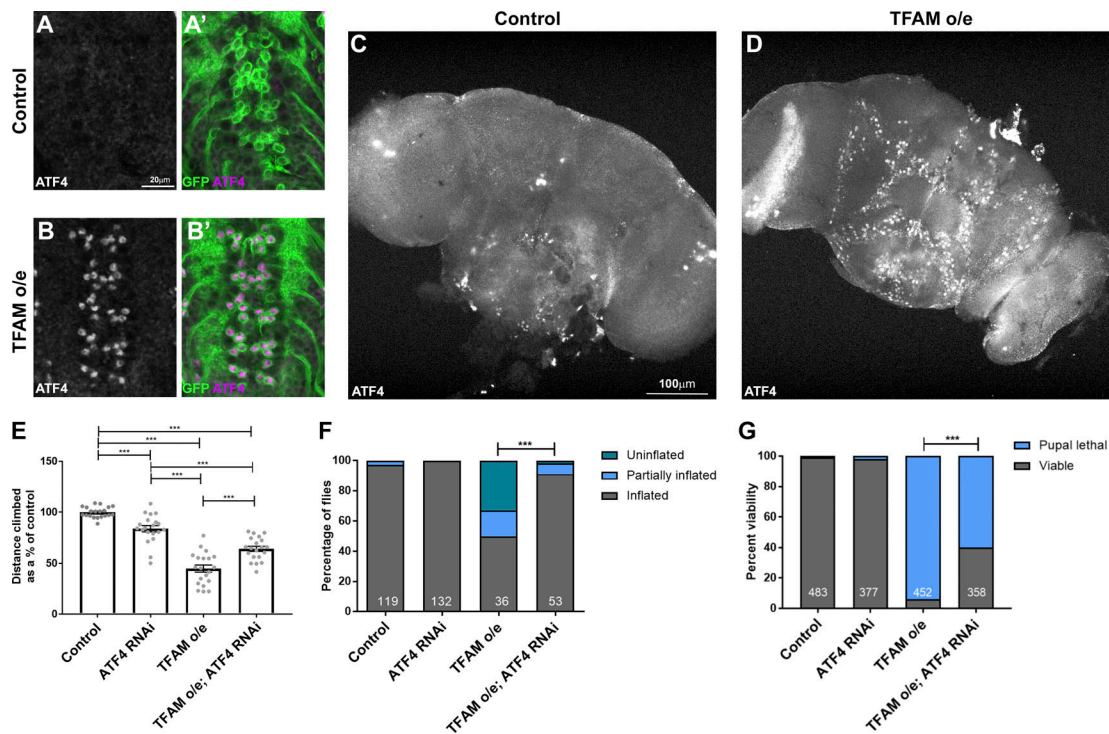 Control
TFAM o/e
A
A'
C
D
Control
ATF4
20μm
GFP ATF4
B
B'
TFAM o/e
ATF4
GFP ATF4
ATF4
100μm
ATF4
E
***
***
***
***
***
***
Distance climbed
as a % of control
150
100
50
0
Control
ATF4 RNAi
TFAM o/e
TFAM o/e; ATF4 RNAi
F
***
Uninflated
Partially inflated
Inflated
Percentage of flies
100
80
60
40
20
0
119
132
36
53
Control
ATF4 RNAi
TFAM o/e
TFAM o/e; ATF4 RNAi
G
***
Pupal lethal
Viable
Percent viability
100
80
60
40
20
0
483
377
452
358
Control
ATF4 RNAi
TFAM o/e
TFAM o/e; ATF4 RNAi